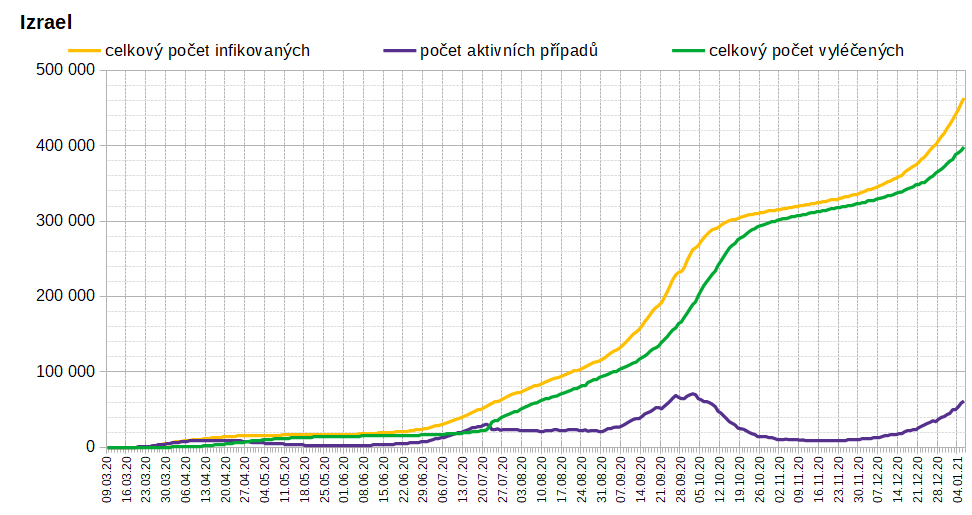 Izrael
celkový počet infikovaných počet aktivních případů celkový počet vyléčených
500 000
400 000
300 000
200 000
100 000
0
09.03.20 16.03.20 23.03.20 30.03.20 06.04.20 13.04.20 20.04.20 27.04.20 04.05.20 11.05.20 18.05.20 25.05.20 01.06.20 08.06.20 15.06.20 22.06.20 29.06.20 06.07.20 13.07.20 20.07.20 27.07.20 03.08.20 10.08.20 17.08.20 24.08.20 31.08.20 07.09.20 14.09.20 21.09.20 28.09.20 05.10.20 12.10.20 19.10.20 26.10.20 02.11.20 09.11.20 16.11.20 23.11.20 30.11.20 07.12.20 14.12.20 21.12.20 28.12.20 04.01.21